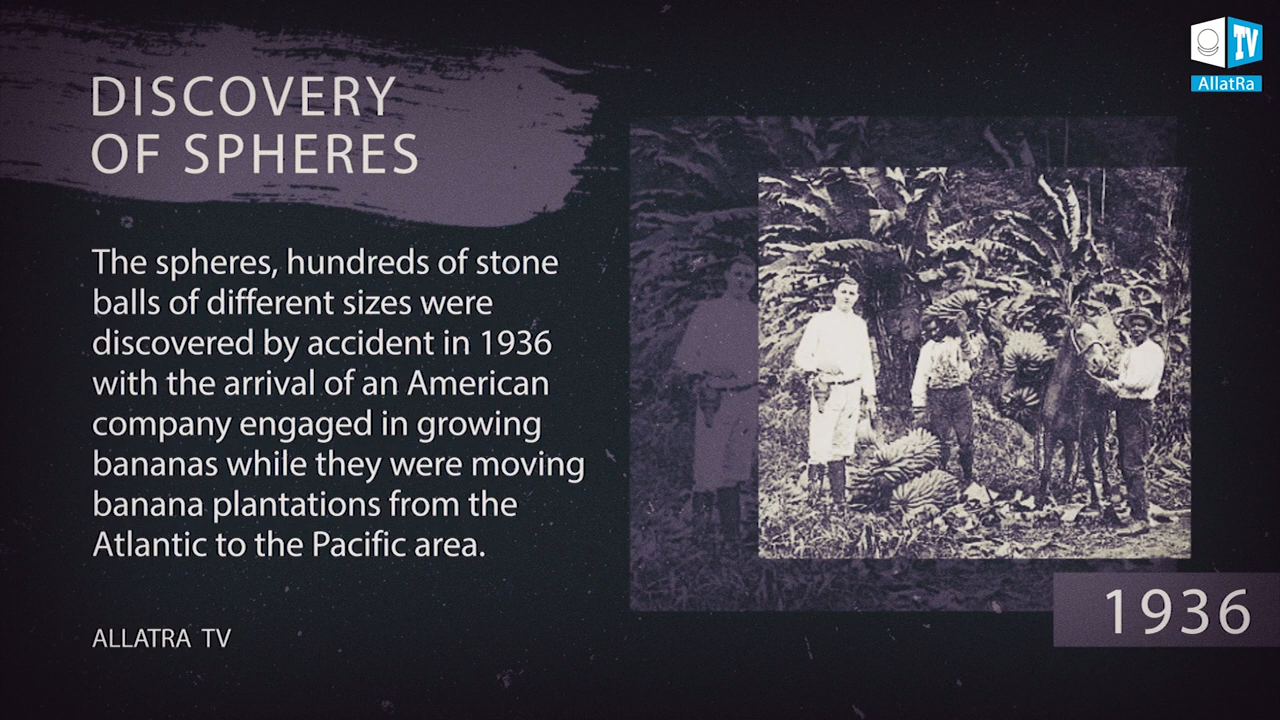 DISCOVERY
OF SPHERES
The spheres, hundreds of stone
balls of different sizes were
discovered by accident in 1936
with the arrival of an American
company engaged in growing
bananas while they were moving
banana plantations from the
Atlantic to the Pacific area.
ALLATRA TV
TV
AllatRa
1936